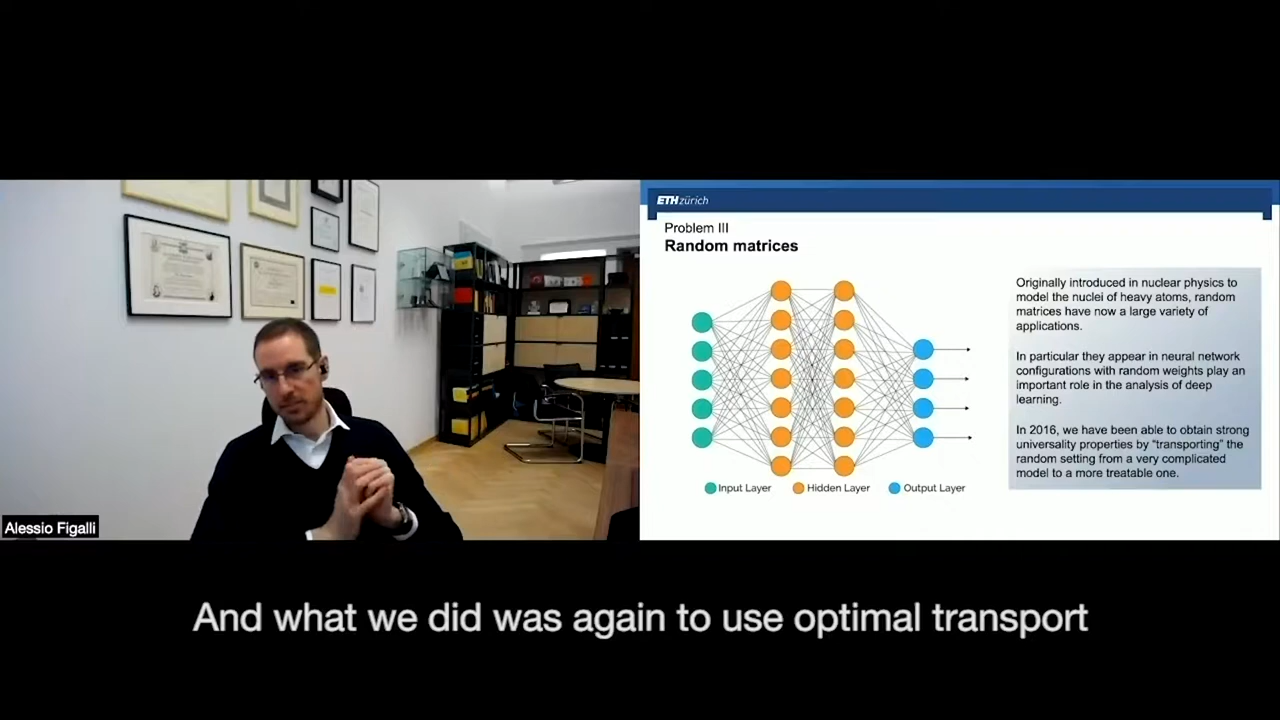 ETH zürich
Problem III
Random matrices
Originally introduced in nuclear physics to
model the nuclei of heavy atoms, random
matrices have now a large variety of
applications.
In particular they appear in neural network
configurations with random weights play an
important role in the analysis of deep
learning.
In 2016, we have been able to obtain strong
universality properties by “transporting” the
random setting from a very complicated
model to a more treatable one.
Input Layer
Hidden Layer
Output Layer
Alessio Figalli
And what we did was again to use optimal transport